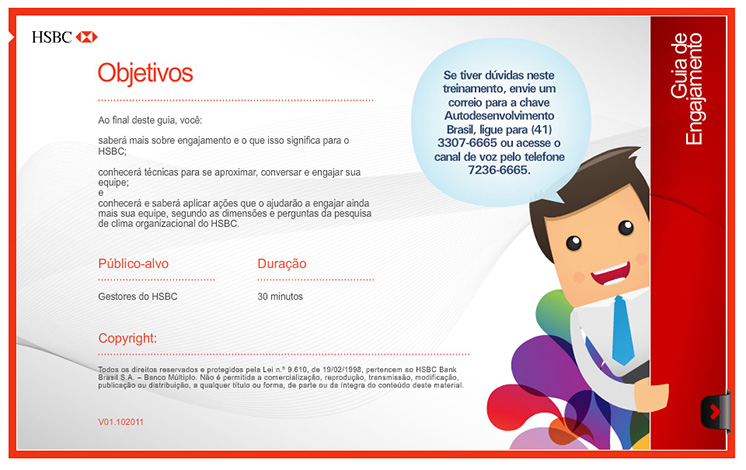 HSBC
Objetivos
Ao final deste guia, você:
saberá mais sobre engajamento e o que isso significa para o
HSBC;
conhecerá técnicas para se aproximar, conversar e engajar sua
equipe;
e
conhecerá e saberá aplicar ações que o ajudarão a engajar ainda
mais sua equipe, segundo as dimensões e perguntas da pesquisa
de clima organizacional do HSBC.
Público-alvo
Duração
Gestores do HSBC
30 minutos
Copyright:
Todos os direitos reservados e protegidos pela Lei n.º 9.610, de 19/02/1998, pertencem ao HSBC Bank
Brasil S.A. – Banco Múltiplo. Não é permitida a comercialização, reprodução, transmissão, modificação,
publicação ou distribuição, a qualquer título ou forma, de parte ou da íntegra do conteúdo deste material.
V01.102011
Se tiver dúvidas neste
treinamento, envie um
correio para a chave
Autodesenvolvimento
Brasil, ligue para (41)
3307-6665 ou acesse o
canal de voz pelo telefone
7236-6665.
Guia de
Engajamento